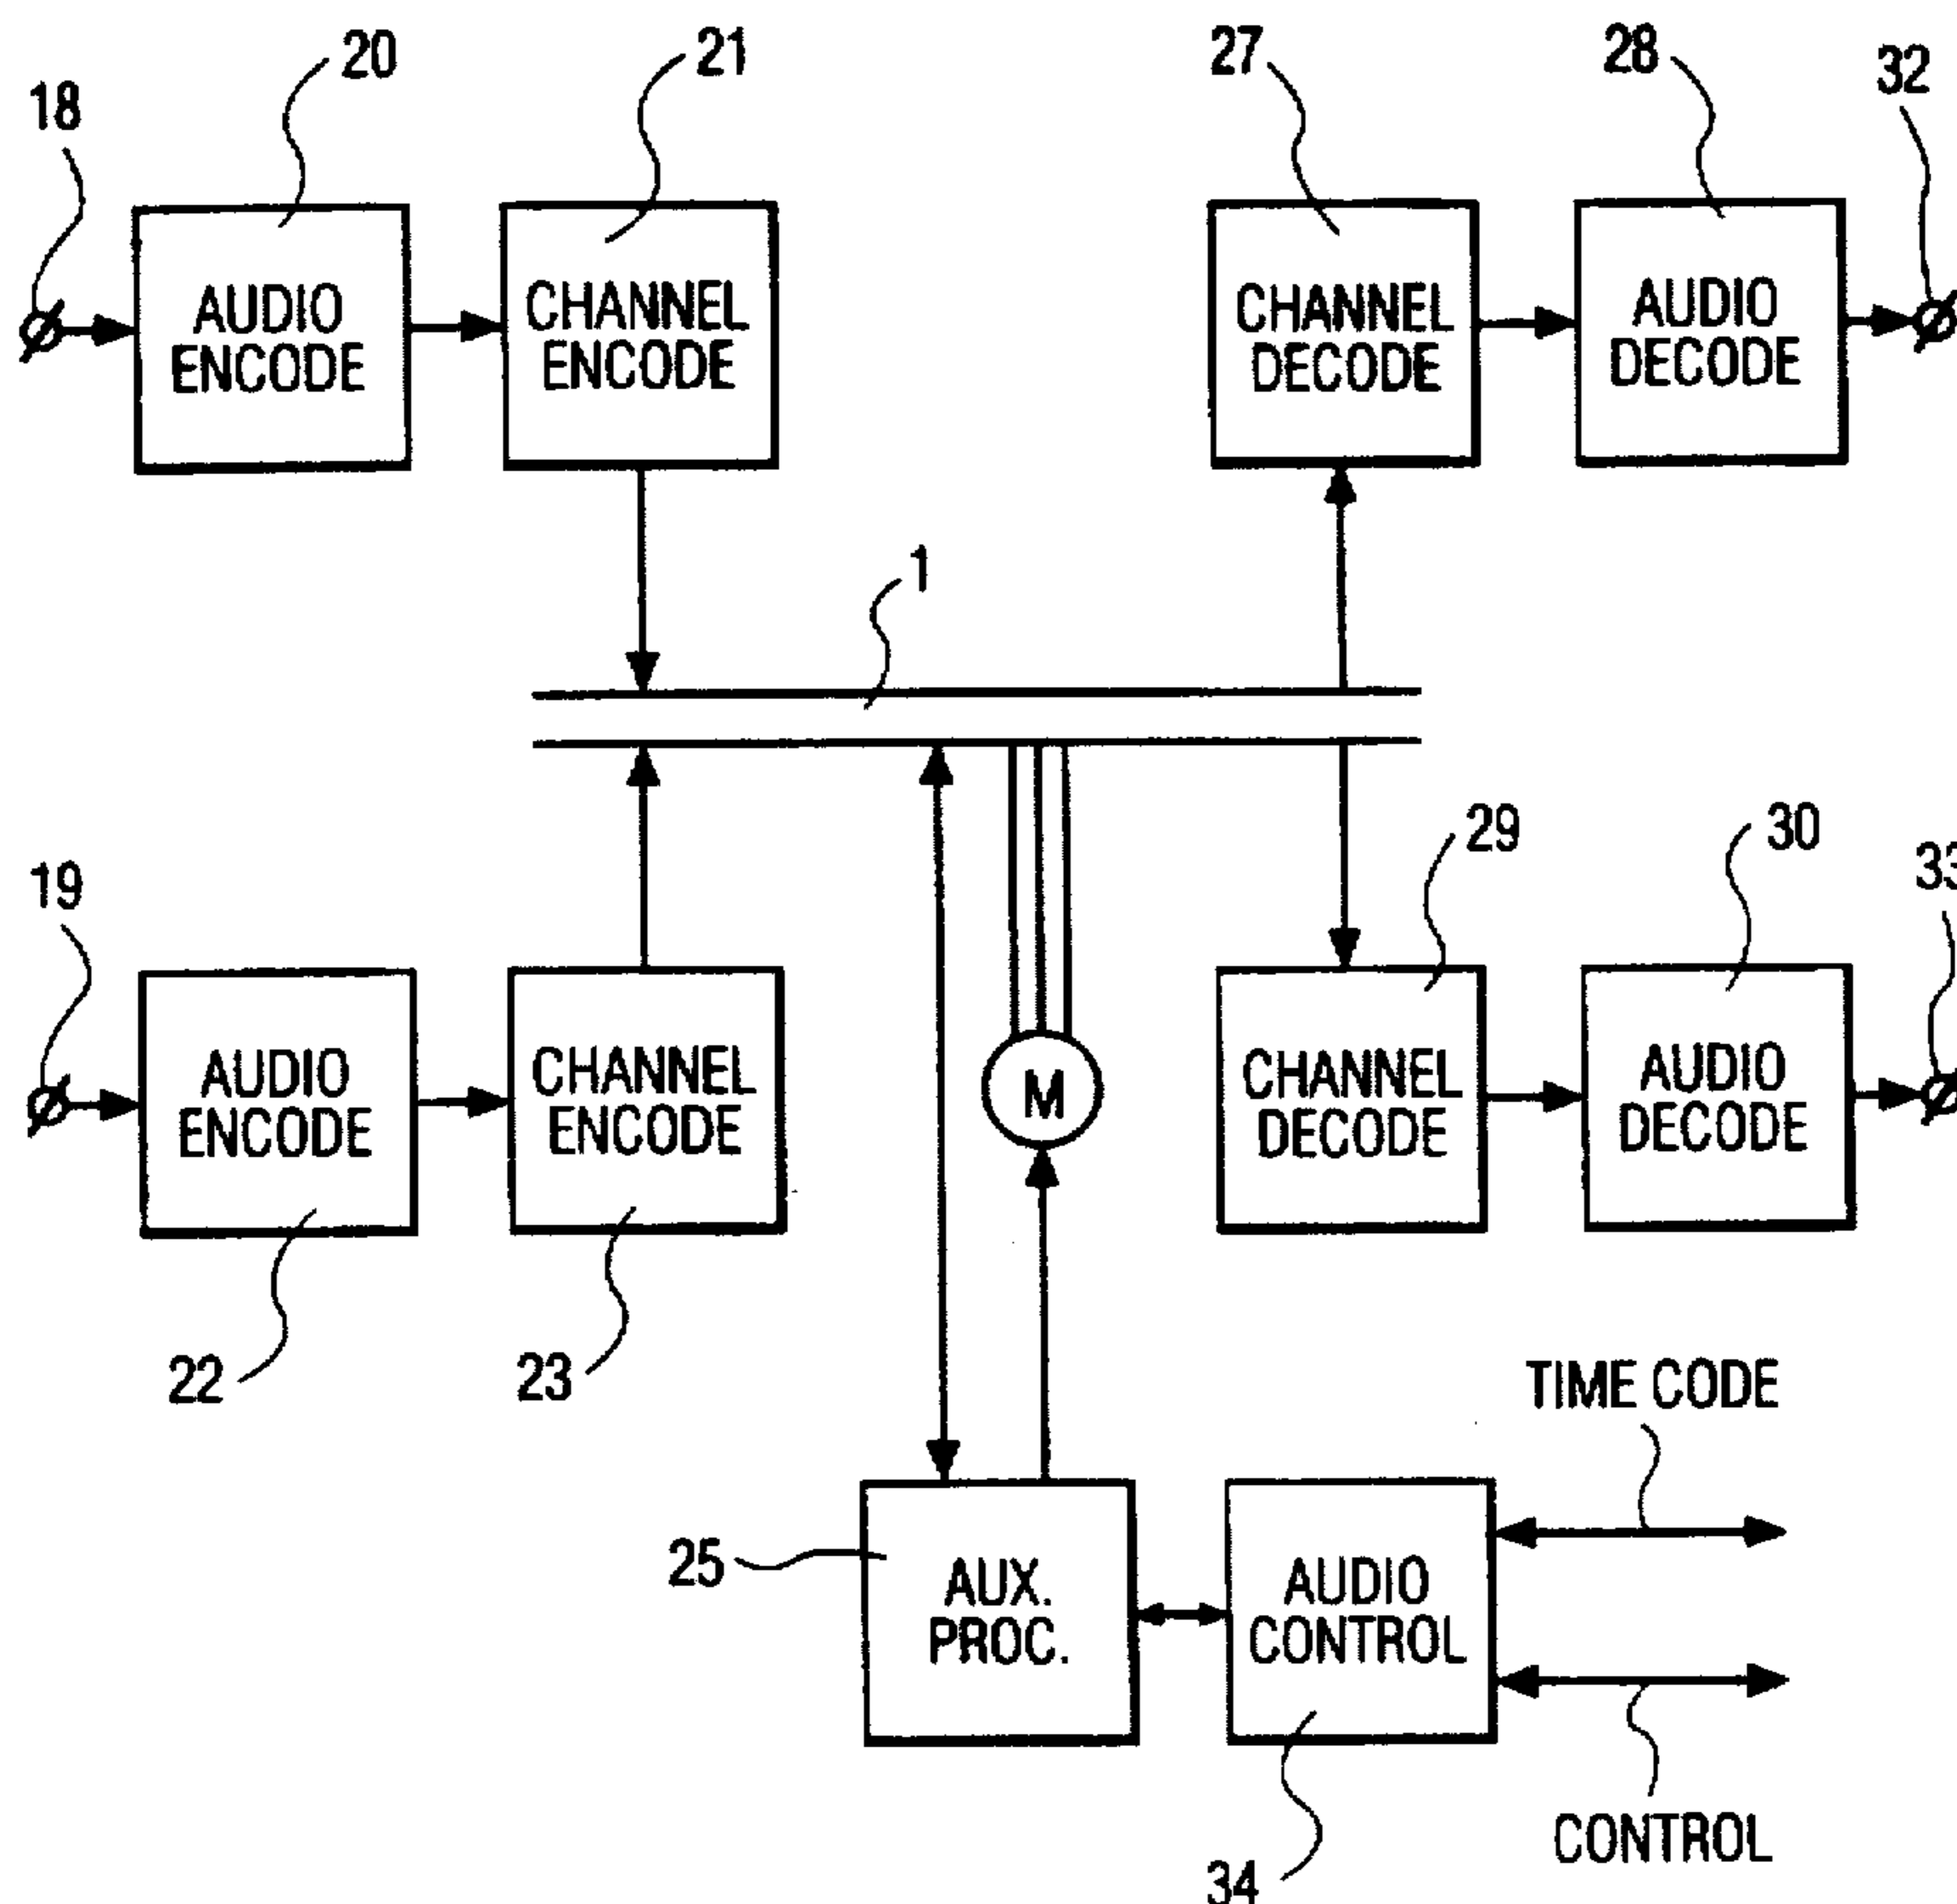 20
21
27
28
32
18
AUDIO
ENCODE
CHANNEL
ENCODE
CHANNEL
DECODE
AUDIO
DECODE
1
19
29
30
33
AUDIO
ENCODE
CHANNEL
ENCODE
M
CHANNEL
DECODE
AUDIO
DECODE
22
23
TIME CODE
25
AUX.
PROC.
AUDIO
CONTROL
CONTROL
34